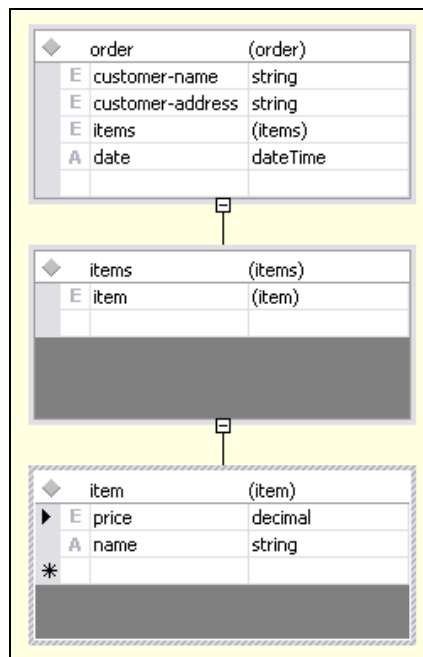 order (order)
E customer-name string
E customer-address string
E items (items)
A date dateTime
items (items)
E item (item)
item (item)
E price decimal
A name string